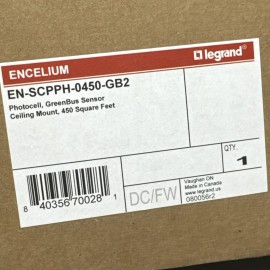 ENCELIUM
legrand®
EN-SCPPH-0450-GB2
Photocell, GreenBus Sensor
Ceiling Mount, 450 Square Feet
8 40356 70028 1
DC/FW
Vaughan ON
Made in Canada
www.legrand.us
080056r2
QTY.
1